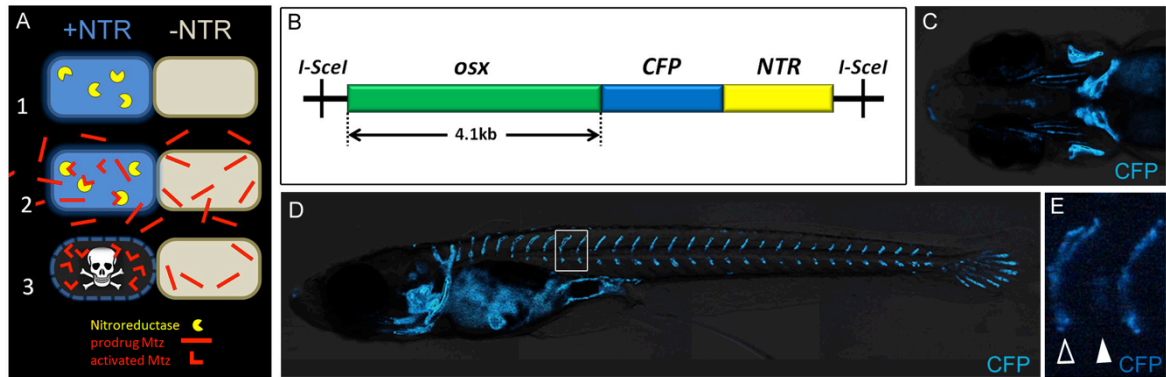 A
+NTR -NTR
1
2
3
Nitroreductase
prodrug Mtz
activated Mtz
B
I-SceI osx CFP NTR I-SceI
4.1kb
C
CFP
D
CFP
E
CFP